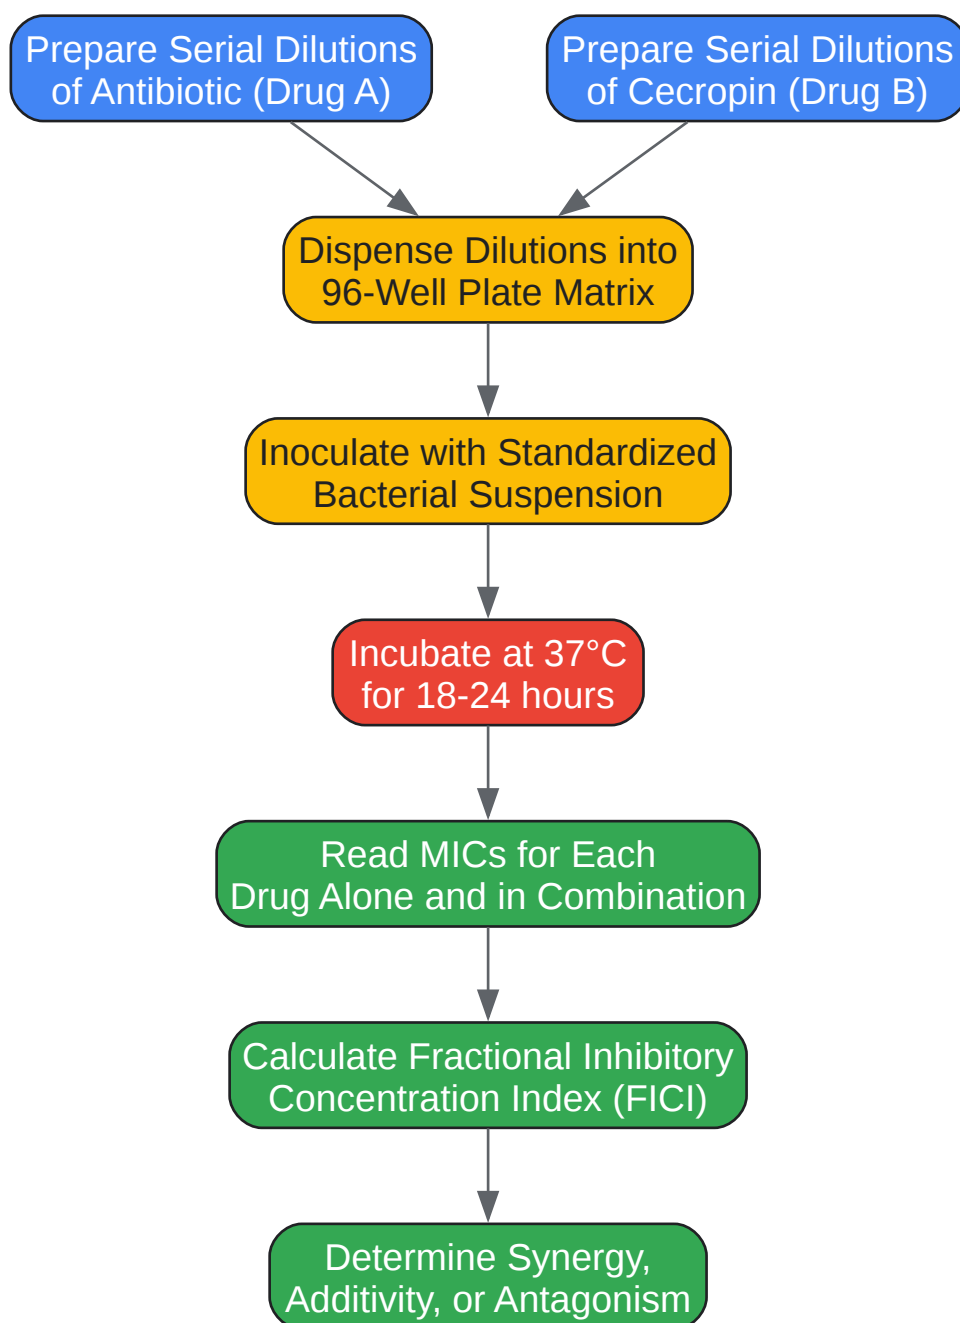 Prepare Serial Dilutions
of Antibiotic (Drug A)
Prepare Serial Dilutions
of Cecropin (Drug B)
Dispense Dilutions into
96-Well Plate Matrix
Inoculate with Standardized
Bacterial Suspension
Incubate at 37°C
for 18-24 hours
Read MICs for Each
Drug Alone and in Combination
Calculate Fractional Inhibitory
Concentration Index (FICI)
Determine Synergy,
Additivity, or Antagonism